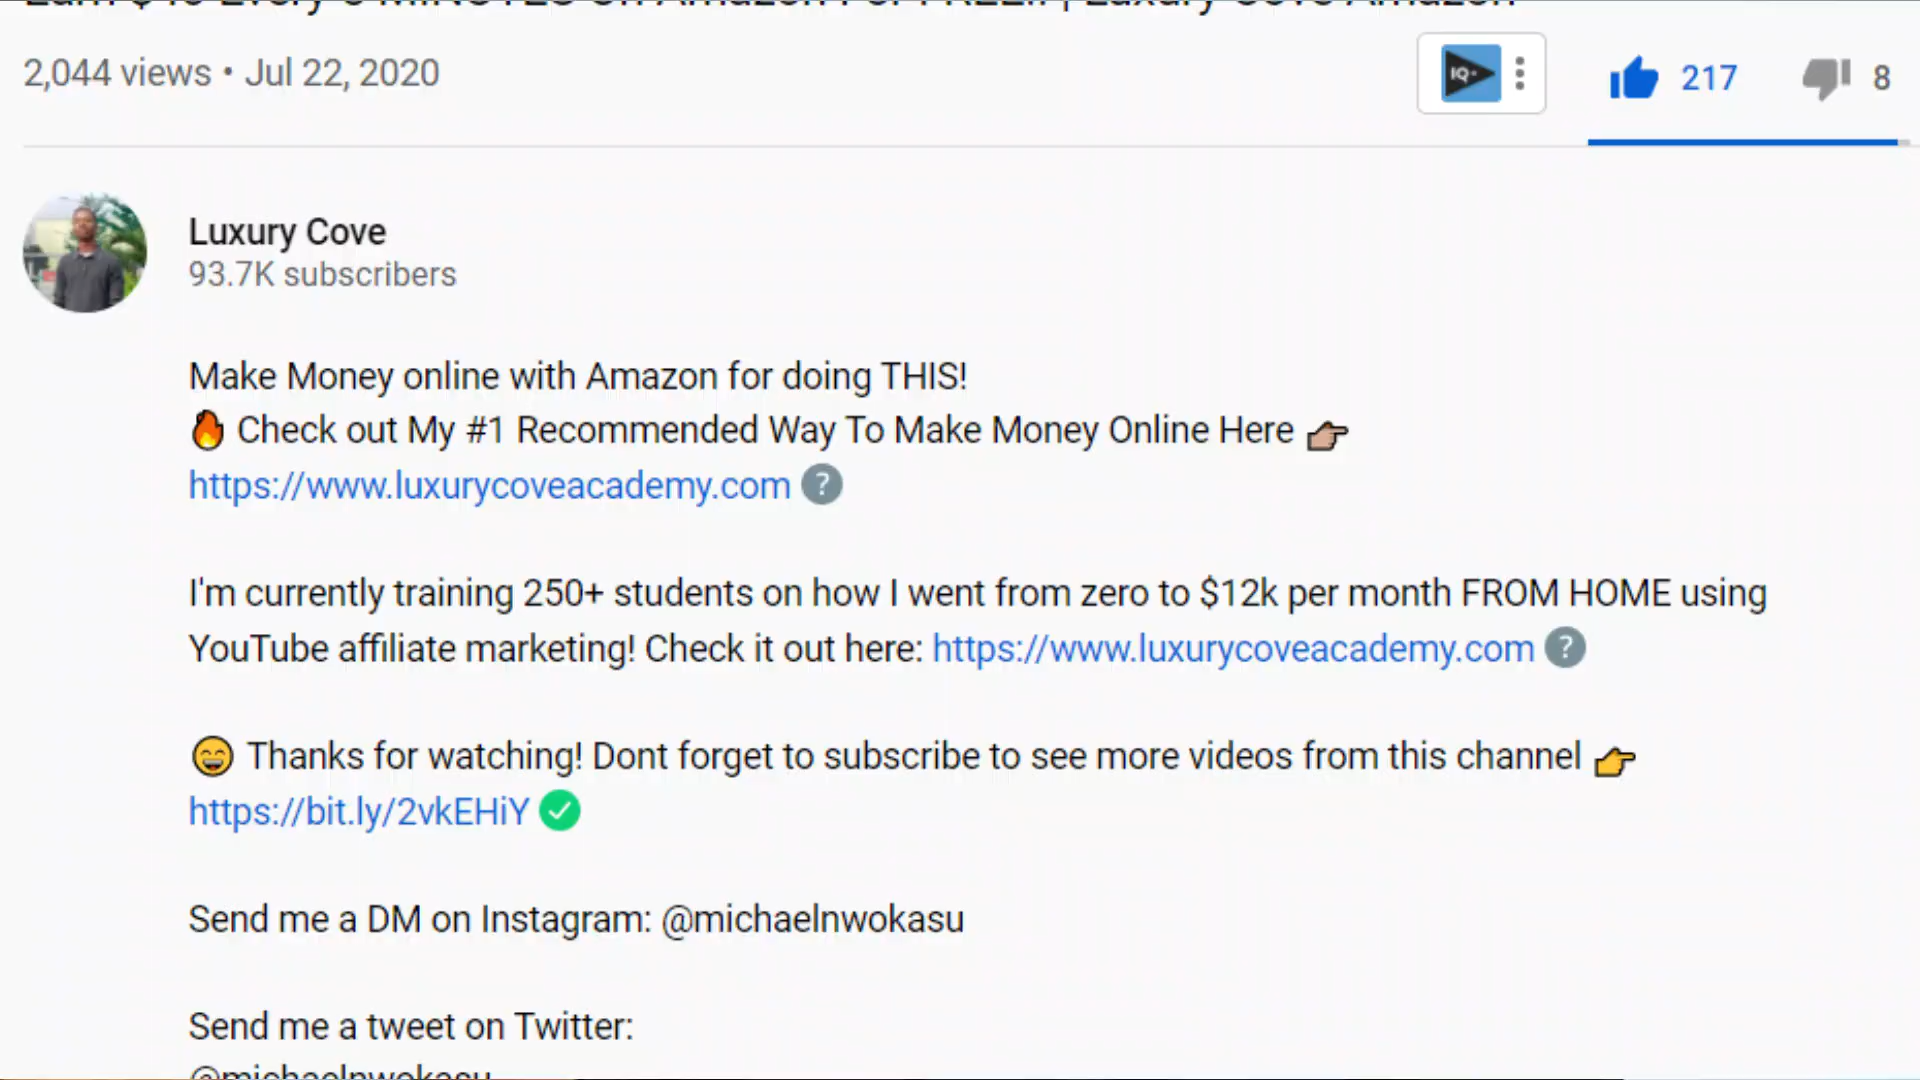 2,044 views • Jul 22, 2020
IQ
217
8
Luxury Cove
93.7K subscribers
Make Money online with Amazon for doing THIS!
🔥 Check out My #1 Recommended Way To Make Money Online Here 👉🏽
https://www.luxurycoveacademy.com ?
I'm currently training 250+ students on how I went from zero to $12k per month FROM HOME using
YouTube affiliate marketing! Check it out here: https://www.luxurycoveacademy.com ?
😄 Thanks for watching! Dont forget to subscribe to see more videos from this channel 👉
https://bit.ly/2vkEHiY
Send me a DM on Instagram: @michaelnwokasu
Send me a tweet on Twitter:
@michaelnwokasu